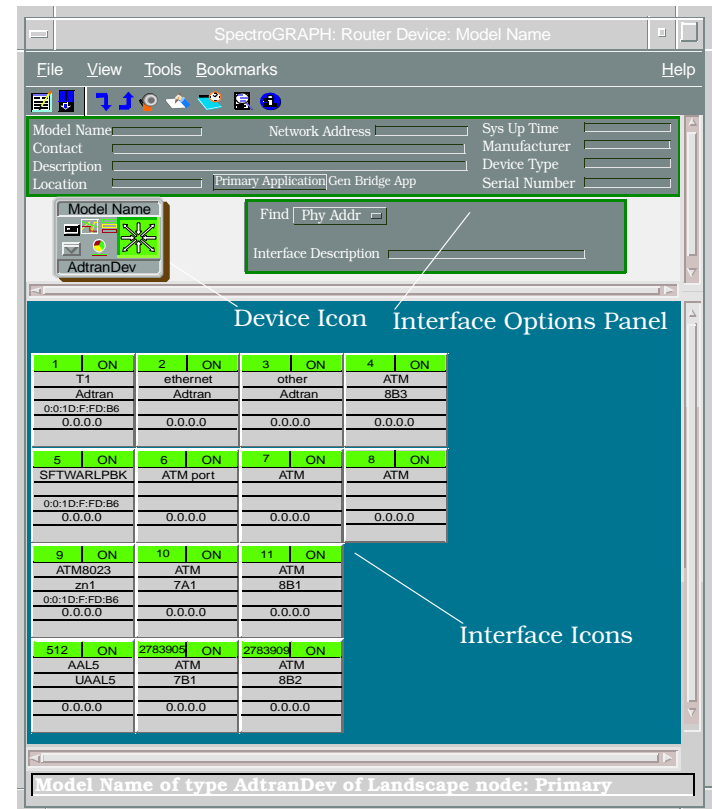 SpectroGRAPH: Router Device: Model Name
File View Tools Bookmarks Help
Model Name Network Address Sys Up Time
Contact Manufacturer
Description Device Type
Location Primary Application Gen Bridge App Serial Number
Model Name
AdtranDev
Find Phy Addr
Interface Description
Device Icon Interface Options Panel
1 ON 2 ON 3 ON 4 ON
T1 ethernet other ATM
Adtran Adtran Adtran 8B3
0:0:1D:F:FD:B6
0.0.0.0 0.0.0.0 0.0.0.0 0.0.0.0
5 ON 6 ON 7 ON 8 ON
SFTWARLPBK ATM port ATM ATM
0:0:1D:F:FD:B6
0.0.0.0 0.0.0.0 0.0.0.0 0.0.0.0
9 ON 10 ON 11 ON
ATM8023 ATM ATM
zn1 7A1 8B1
0:0:1D:F:FD:B6
0.0.0.0 0.0.0.0 0.0.0.0
Interface Icons
512 ON 2783905 ON 2783909 ON
AAL5 ATM ATM
UAAL5 7B1 8B2
0.0.0.0 0.0.0.0 0.0.0.0
Model Name of type AdtranDev of Landscape node: Primary